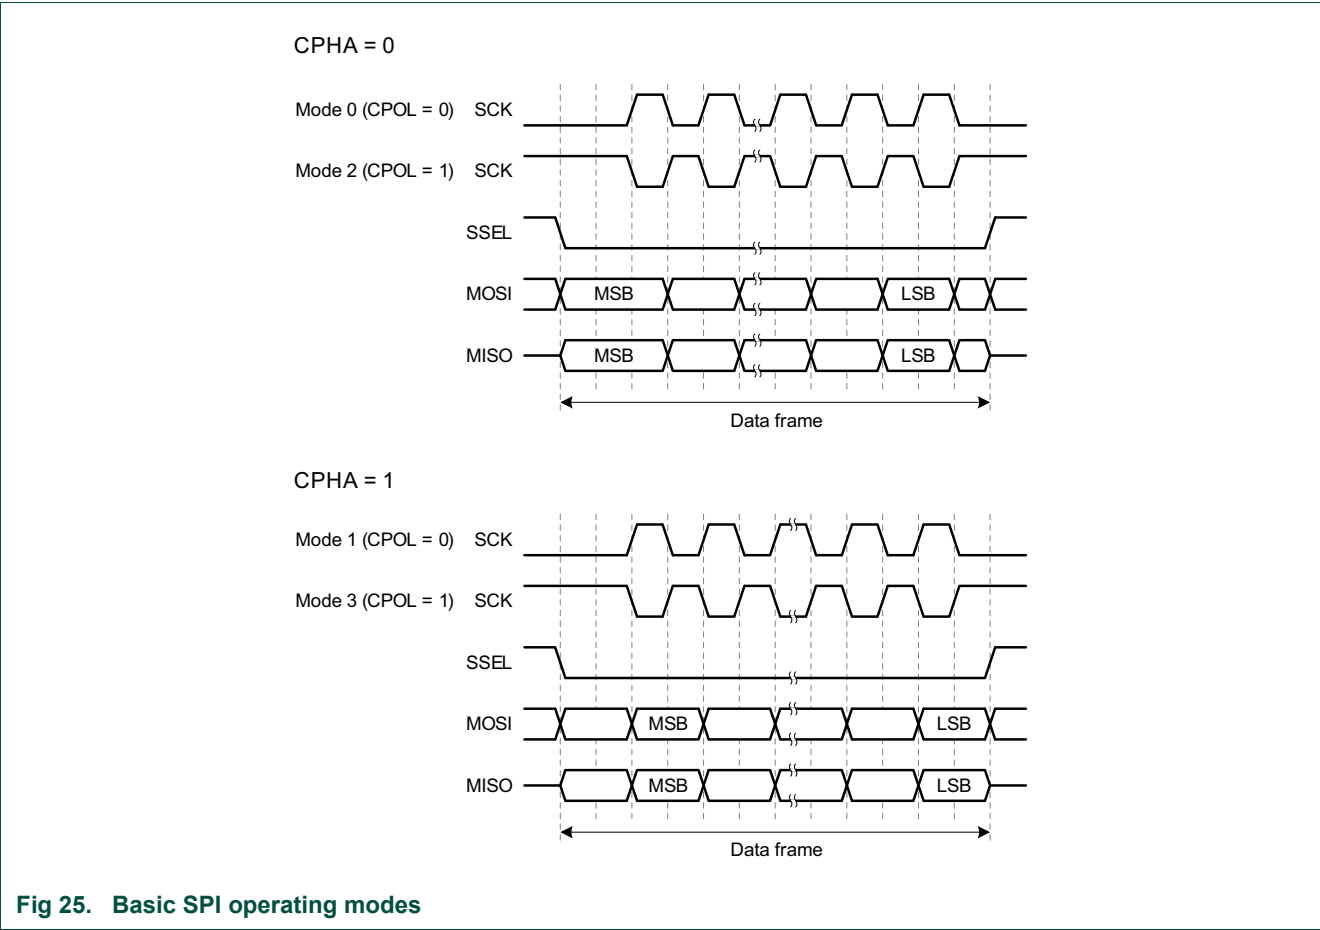 CPHA = 0
Mode 0 (CPOL = 0) SCK
Mode 2 (CPOL = 1) SCK
SSEL
MOSI MSB LSB
MISO MSB LSB
Data frame
CPHA = 1
Mode 1 (CPOL = 0) SCK
Mode 3 (CPOL = 1) SCK
SSEL
MOSI MSB LSB
MISO MSB LSB
Data frame
Fig 25. Basic SPI operating modes